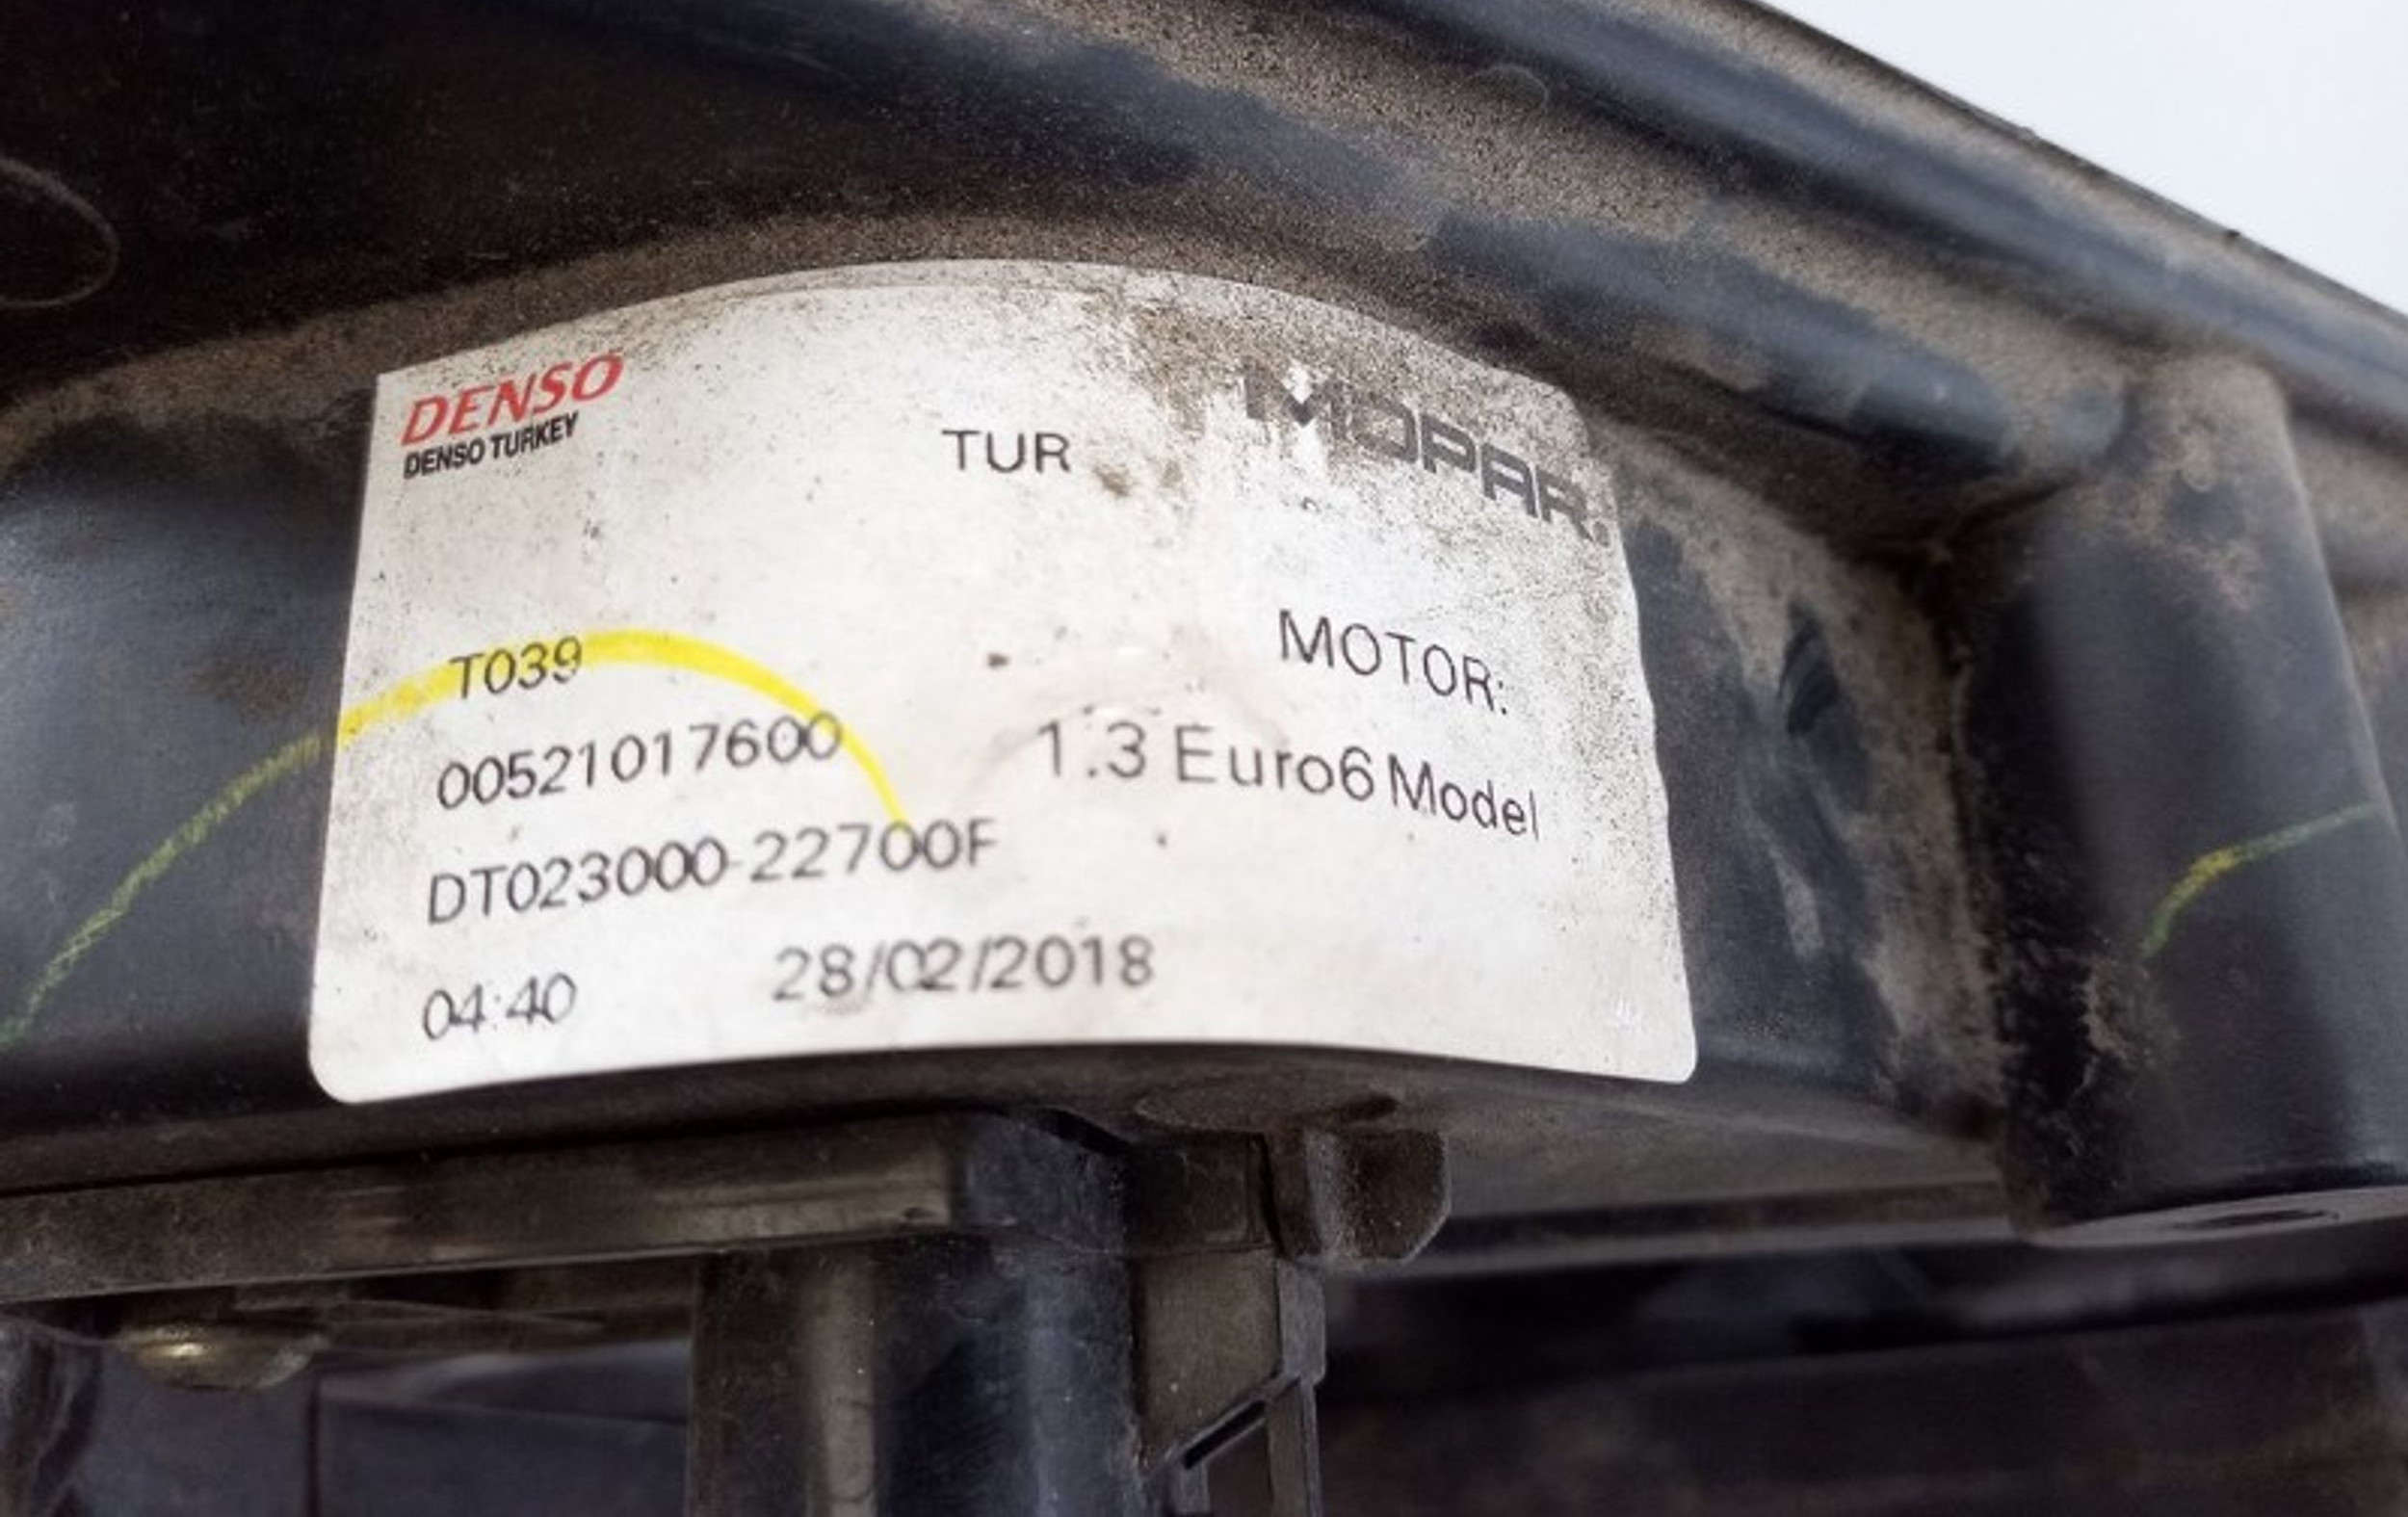 DENSO
DENSO TURKEY
TUR
MOPAR®
T039
00521017600
DT023000-22700F
04:40 28/02/2018
MOTOR:
1.3 Euro6 Model